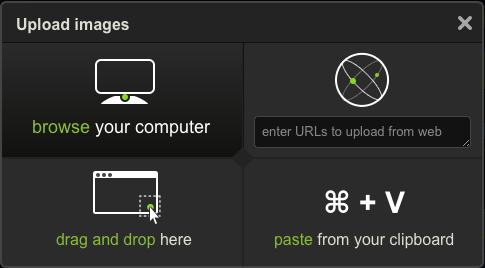 Upload images
browse your computer
enter URLs to upload from web
drag and drop here
⌘ + V
paste from your clipboard